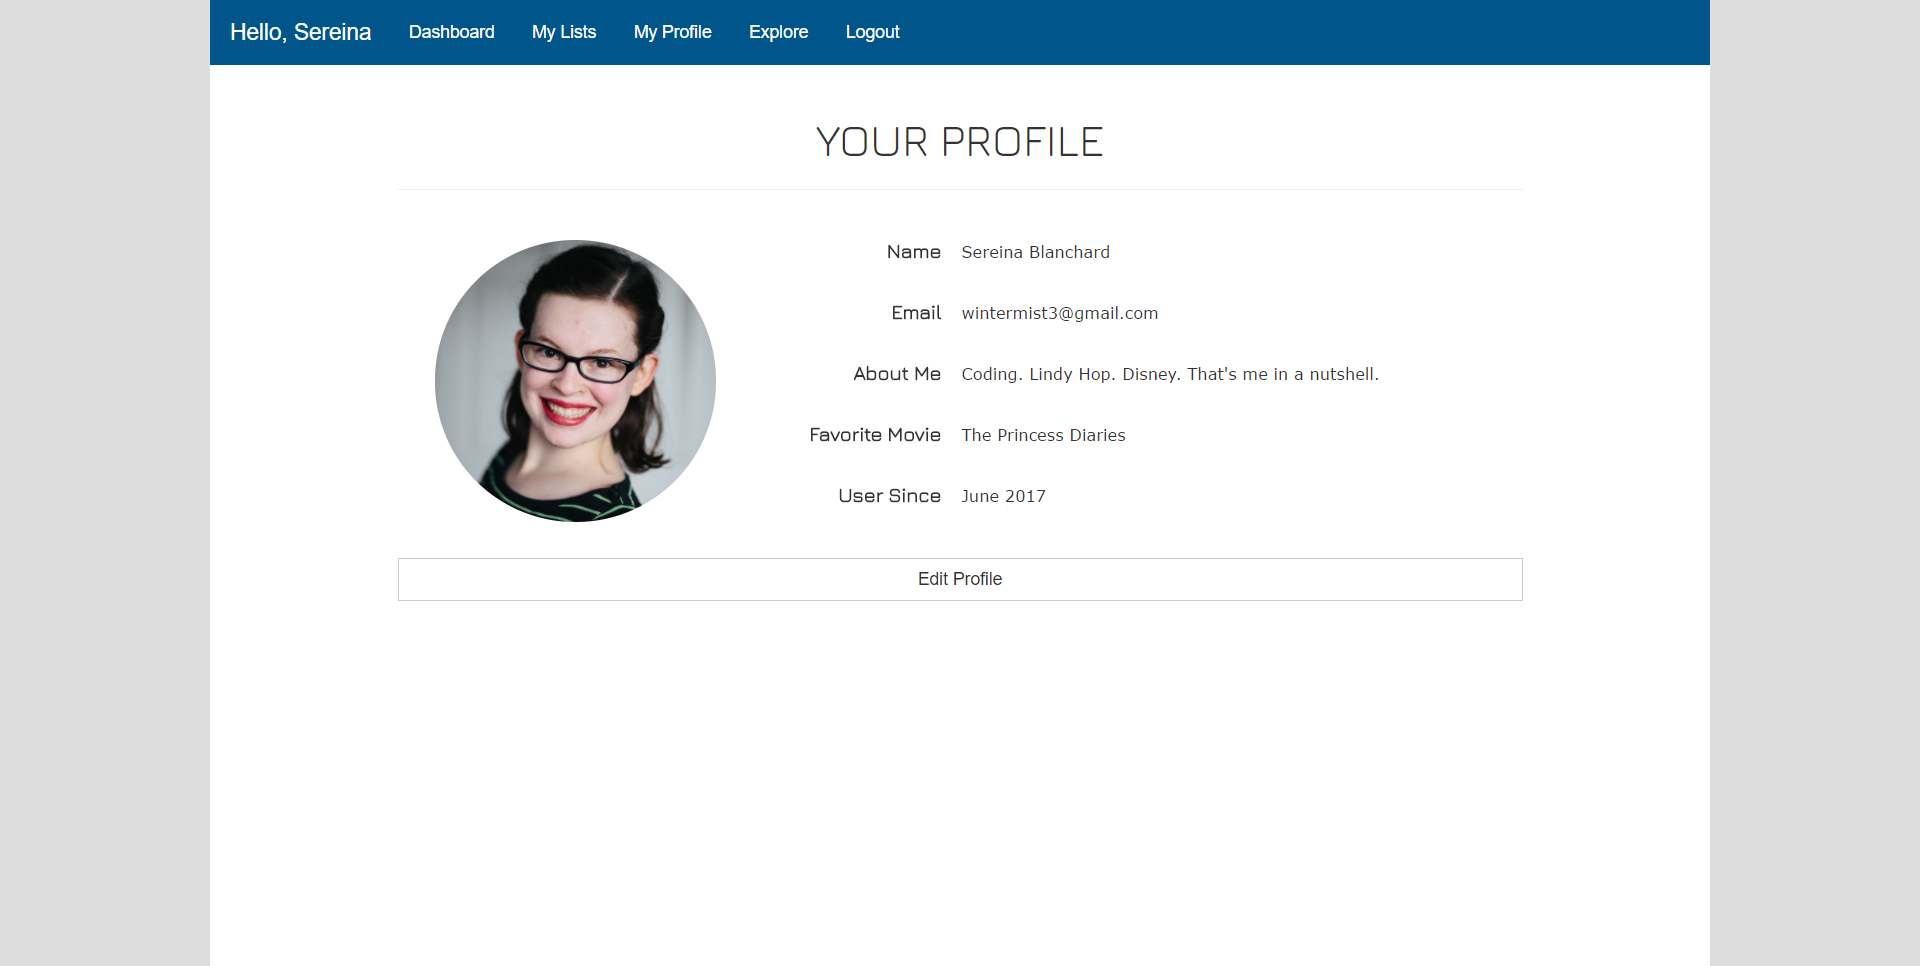 Hello, Sereina Dashboard My Lists My Profile Explore Logout
YOUR PROFILE
Name Sereina Blanchard
Email wintermist3@gmail.com
About Me Coding. Lindy Hop. Disney. That's me in a nutshell.
Favorite Movie The Princess Diaries
User Since June 2017
Edit Profile